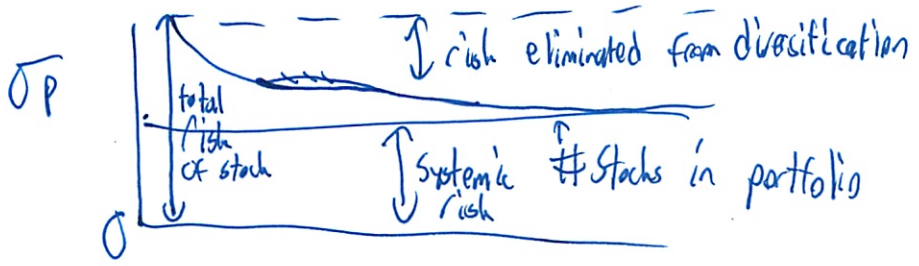 risk eliminated from diversification
σp
total
risk
of stock
systemic
risk
# Stocks in portfolio
0